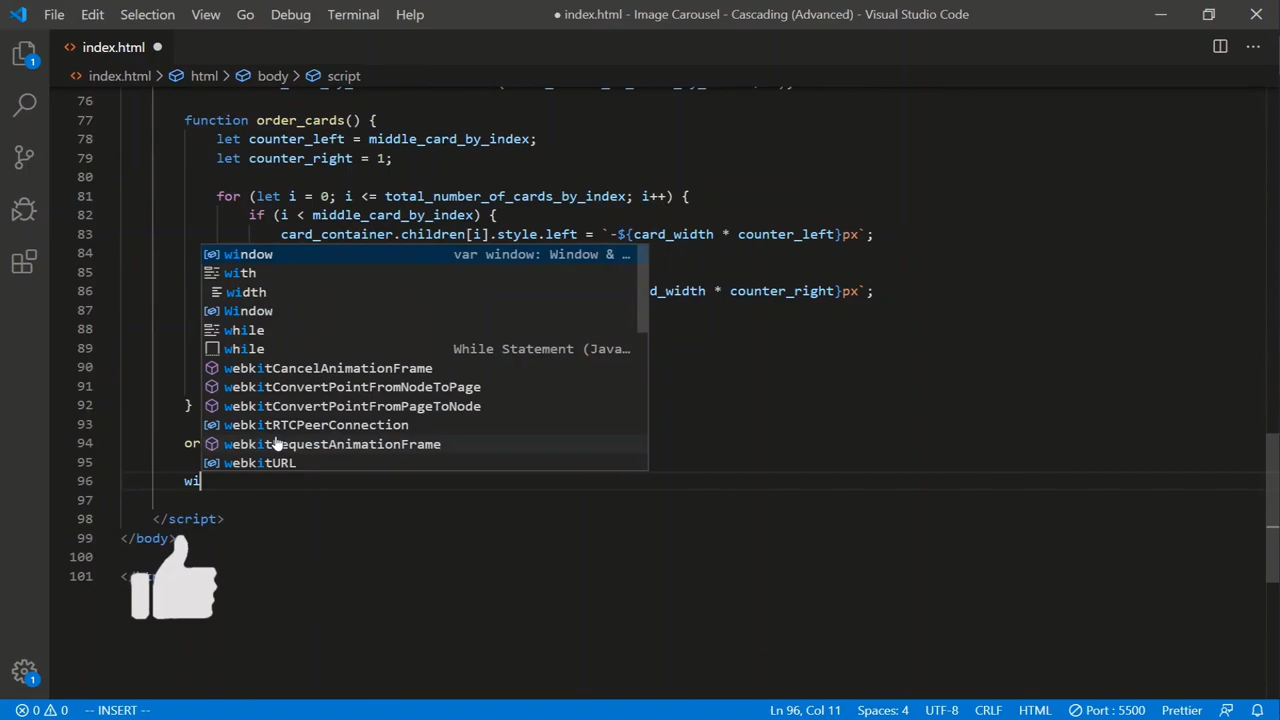 File Edit Selection View Go Debug Terminal Help ● index.html - Image Carousel - Cascading (Advanced) - Visual Studio Code
index.html
index.html > html > body > script
76
77 function order_cards() {
78 let counter_left = middle_card_by_index;
79 let counter_right = 1;
80
81 for (let i = 0; i <= total_number_of_cards_by_index; i++) {
82 if (i < middle_card_by_index) {
83 card_container.children[i].style.left = `-${card_width * counter_left}px`;
84 window var window: Window & …
85 with
86 width d_width * counter_right}px`;
87 Window
88 while
89 while While Statement (Java…
90 webkitCancelAnimationFrame
91 webkitConvertPointFromNodeToPage
92 } webkitConvertPointFromPageToNode
93 webkitRTCPeerConnection
94 or webkitRequestAnimationFrame
95 webkitURL
96 wi
97
98 </script>
99 </body>
100
101
1
1
0 0 -- INSERT -- Ln 96, Col 11 Spaces: 4 UTF-8 CRLF HTML Port : 5500 Prettier